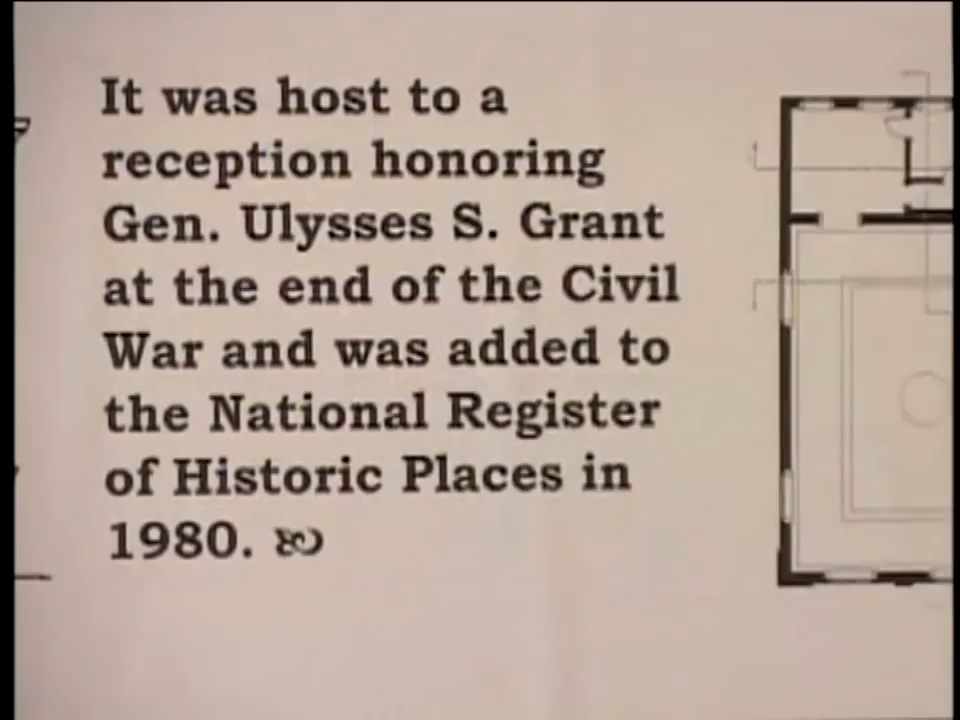 It was host to a
reception honoring
Gen. Ulysses S. Grant
at the end of the Civil
War and was added to
the National Register
of Historic Places in
1980.